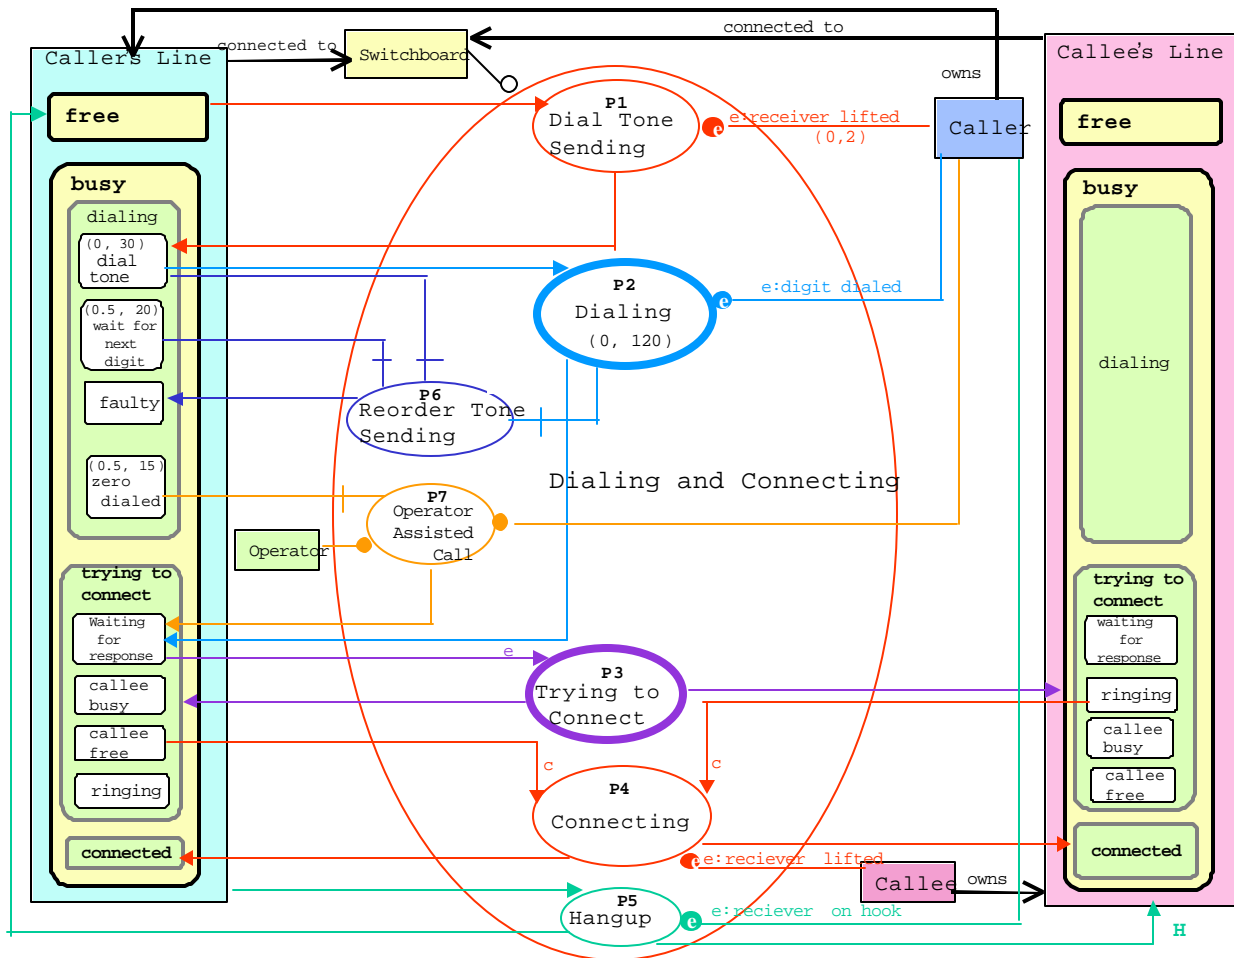 connected to
connected to
Caller's Line
Switchboard
Callee's Line
owns
free
P1
Dial Tone
Sending
e
e:receiver lifted
(0,2)
Caller
free
busy
busy
dialing
(0, 30)
dial
tone
P2
Dialing
(0, 120)
e
e:digit dialed
(0.5, 20)
wait for
next
digit
dialing
faulty
P6
Reorder Tone
Sending
(0.5, 15)
zero
dialed
Dialing and Connecting
P7
Operator
Assisted
Call
Operator
trying to
connect
trying to
connect
Waiting
for
response
waiting
for
response
e
P3
Trying to
Connect
callee
busy
ringing
callee
free
callee
busy
c
c
ringing
P4
Connecting
callee
free
connected
connected
e
e:reciever lifted
Callee
owns
P5
Hangup
e
e:reciever on hook
H